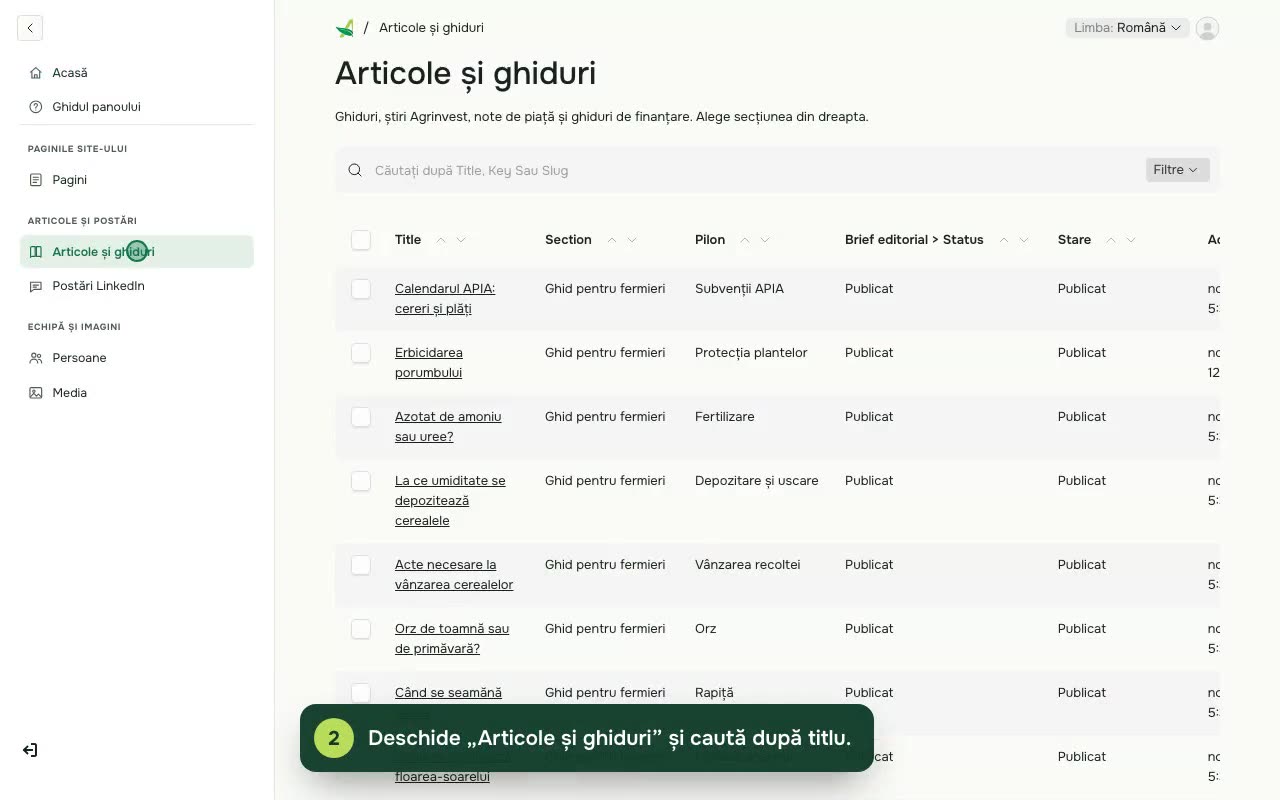 / Articole și ghiduri
Limba: Română
Acasă
Ghidul panoului
PAGINILE SITE-ULUI
Pagini
ARTICOLE ȘI POSTĂRI
Articole și ghiduri
Postări LinkedIn
ECHIPĂ ȘI IMAGINI
Persoane
Media
Articole și ghiduri
Ghiduri, știri Agrinvest, note de piață și ghiduri de finanțare. Alege secțiunea din dreapta.
Căutați după Title, Key Sau Slug
Filtre
Title Section Pilon Brief editorial > Status Stare
Calendarul APIA: cereri și plăți
Ghid pentru fermieri Subvenții APIA Publicat Publicat
Erbicidarea porumbului
Ghid pentru fermieri Protecția plantelor Publicat Publicat
Azotat de amoniu sau uree?
Ghid pentru fermieri Fertilizare Publicat Publicat
La ce umiditate se depozitează cerealele
Ghid pentru fermieri Depozitare și uscare Publicat Publicat
Acte necesare la vânzarea cerealelor
Ghid pentru fermieri Vânzarea recoltei Publicat Publicat
Orz de toamnă sau de primăvară?
Ghid pentru fermieri Orz Publicat Publicat
Când se seamănă
Ghid pentru fermieri Rapiță Publicat Publicat
floarea-soarelui
Publicat
2 Deschide „Articole și ghiduri” și caută după titlu.